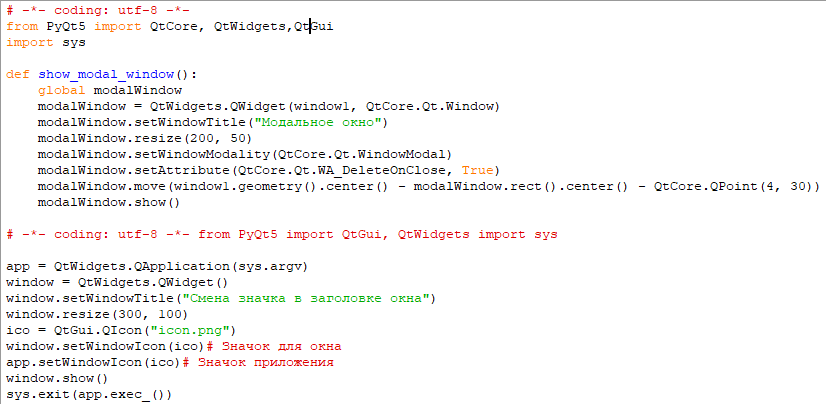 # -*- coding: utf-8 -*-
from PyQt5 import QtCore, QtWidgets,QtGui
import sys
def show_modal_window():
    global modalWindow
    modalWindow = QtWidgets.QWidget(window1, QtCore.Qt.Window)
    modalWindow.setWindowTitle("Модальное окно")
    modalWindow.resize(200, 50)
    modalWindow.setWindowModality(QtCore.Qt.WindowModal)
    modalWindow.setAttribute(QtCore.Qt.WA_DeleteOnClose, True)
    modalWindow.move(window1.geometry().center() - modalWindow.rect().center() - QtCore.QPoint(4, 30))
    modalWindow.show()
# -*- coding: utf-8 -*- from PyQt5 import QtGui, QtWidgets import sys
app = QtWidgets.QApplication(sys.argv)
window = QtWidgets.QWidget()
window.setWindowTitle("Смена значка в заголовке окна")
window.resize(300, 100)
ico = QtGui.QIcon("icon.png")
window.setWindowIcon(ico)# Значок для окна
app.setWindowIcon(ico)# Значок приложения
window.show()
sys.exit(app.exec_())